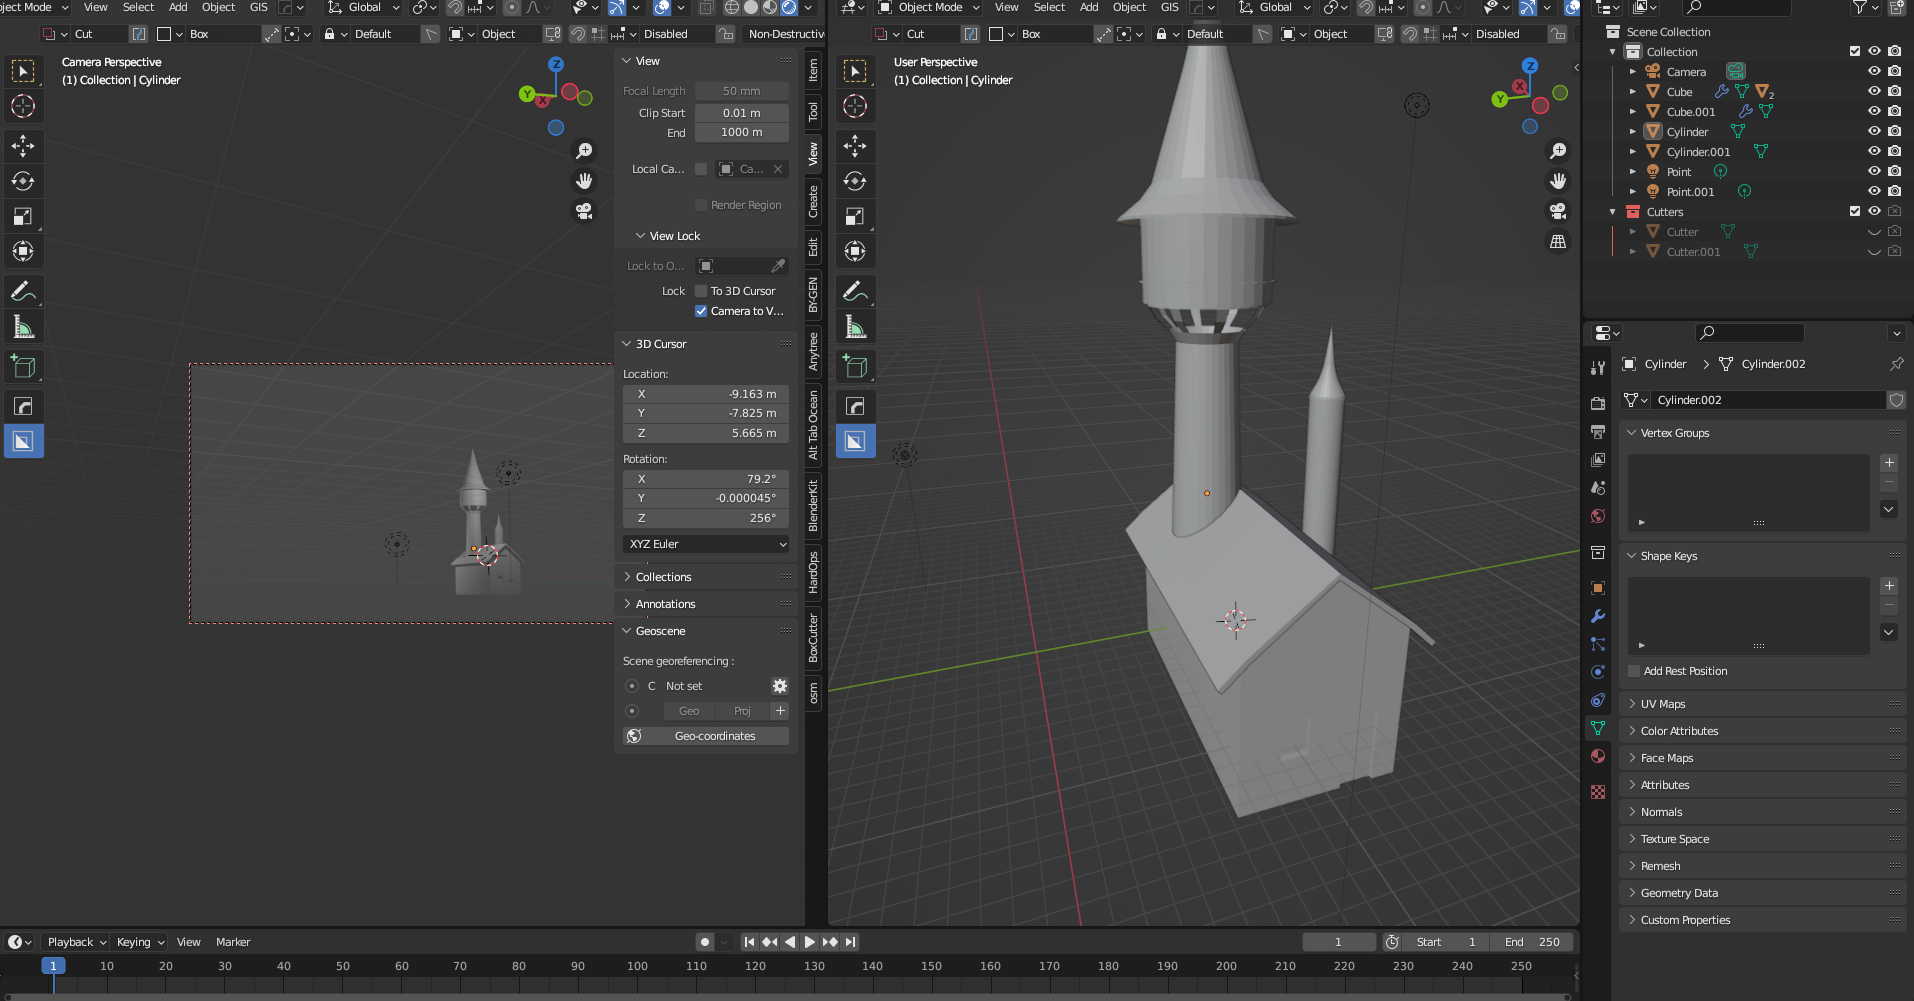 bject Mode View Select Add Object GIS Global
Cut Box Default Object Disabled Non-Destructiv
Camera Perspective
(1) Collection | Cylinder
Z
Y
X
View
Focal Length 50 mm
Clip Start 0.01 m
End 1000 m
Local Ca... Ca...
Render Region
View Lock
Lock to O...
Lock To 3D Cursor
Camera to V...
3D Cursor
Location:
X -9.163 m
Y -7.825 m
Z 5.665 m
Rotation:
X 79.2°
Y -0.000045°
Z 256°
XYZ Euler
Collections
Annotations
Geoscene
Scene georeferencing :
C Not set
Geo Proj
Geo-coordinates
Item
Tool
View
Create
Edit
BY-GEN
Anytree
Alt Tab Ocean
BlenderKit
HardOps
BoxCutter
osm
Object Mode View Select Add Object GIS Global
Cut Box Default Object Disabled
User Perspective
(1) Collection | Cylinder
Z
X
Y
Scene Collection
Collection
Camera
Cube 2
Cube.001
Cylinder
Cylinder.001
Point
Point.001
Cutters
Cutter
Cutter.001
Cylinder Cylinder.002
Cylinder.002
Vertex Groups
Shape Keys
Add Rest Position
UV Maps
Color Attributes
Face Maps
Attributes
Normals
Texture Space
Remesh
Geometry Data
Custom Properties
Playback Keying View Marker 1 Start 1 End 250
1 10 20 30 40 50 60 70 80 90 100 110 120 130 140 150 160 170 180 190 200 210 220 230 240 250